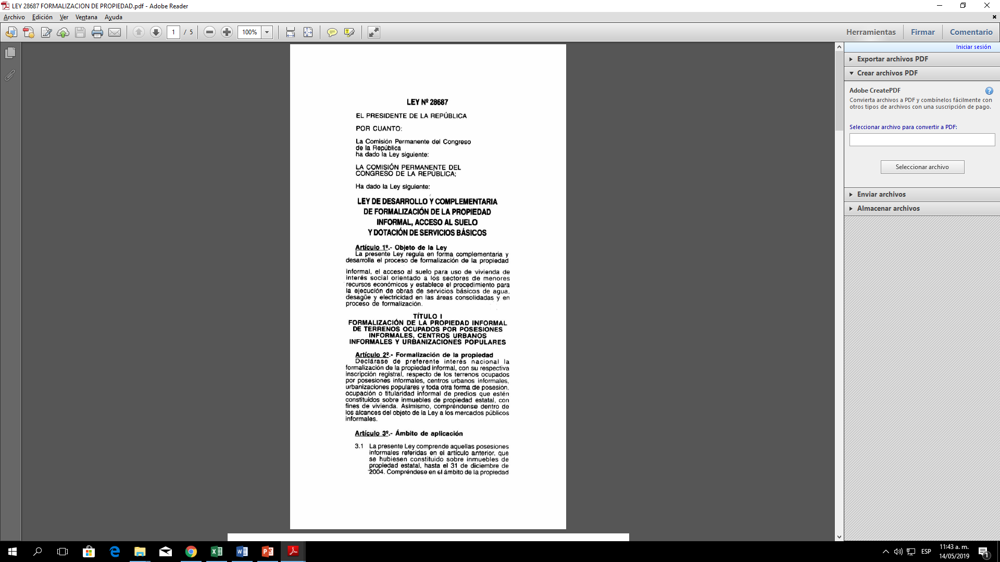 LEY 28687 FORMALIZACION DE PROPIEDAD.pdf - Adobe Reader
Archivo Edición Ver Ventana Ayuda
1 / 5 100% Herramientas Firmar Comentario
Iniciar sesión
Exportar archivos PDF
Crear archivos PDF
Adobe CreatePDF
Convierta archivos a PDF y combínelos fácilmente con
otros tipos de archivos con una suscripción de pago.
Seleccionar archivo para convertir a PDF:
Seleccionar archivo
Enviar archivos
Almacenar archivos
LEY Nº 28687
EL PRESIDENTE DE LA REPÚBLICA
POR CUANTO:
La Comisión Permanente del Congreso
de la República
ha dado la Ley siguiente:
LA COMISIÓN PERMANENTE DEL
CONGRESO DE LA REPÚBLICA;
Ha dado la Ley siguiente:
LEY DE DESARROLLO Y COMPLEMENTARIA
DE FORMALIZACIÓN DE LA PROPIEDAD
INFORMAL, ACCESO AL SUELO
Y DOTACIÓN DE SERVICIOS BÁSICOS
Artículo 1º.- Objeto de la Ley
La presente Ley regula en forma complementaria y
desarrolla el proceso de formalización de la propiedad
informal, el acceso al suelo para uso de vivienda de
interés social orientado a los sectores de menores
recursos económicos y establece el procedimiento para
la ejecución de obras de servicios básicos de agua,
desagüe y electricidad en las áreas consolidadas y en
proceso de formalización.
TÍTULO I
FORMALIZACIÓN DE LA PROPIEDAD INFORMAL
DE TERRENOS OCUPADOS POR POSESIONES
INFORMALES, CENTROS URBANOS
INFORMALES Y URBANIZACIONES POPULARES
Artículo 2º.- Formalización de la propiedad
Declárase de preferente interés nacional la
formalización de la propiedad informal, con su respectiva
inscripción registral, respecto de los terrenos ocupados
por posesiones informales, centros urbanos informales,
urbanizaciones populares y toda otra forma de posesión,
ocupación o titularidad informal de predios que estén
constituidos sobre inmuebles de propiedad estatal, con
fines de vivienda. Asimismo, compréndense dentro de
los alcances del objeto de la Ley a los mercados públicos
informales.
Artículo 3º.- Ámbito de aplicación
3.1 La presente Ley comprende aquellas posesiones
informales referidas en el artículo anterior, que
se hubiesen constituido sobre inmuebles de
propiedad estatal, hasta el 31 de diciembre de
2004. Compréndese en el ámbito de la propiedad
ESP
11:43 a. m.
14/05/2019
1